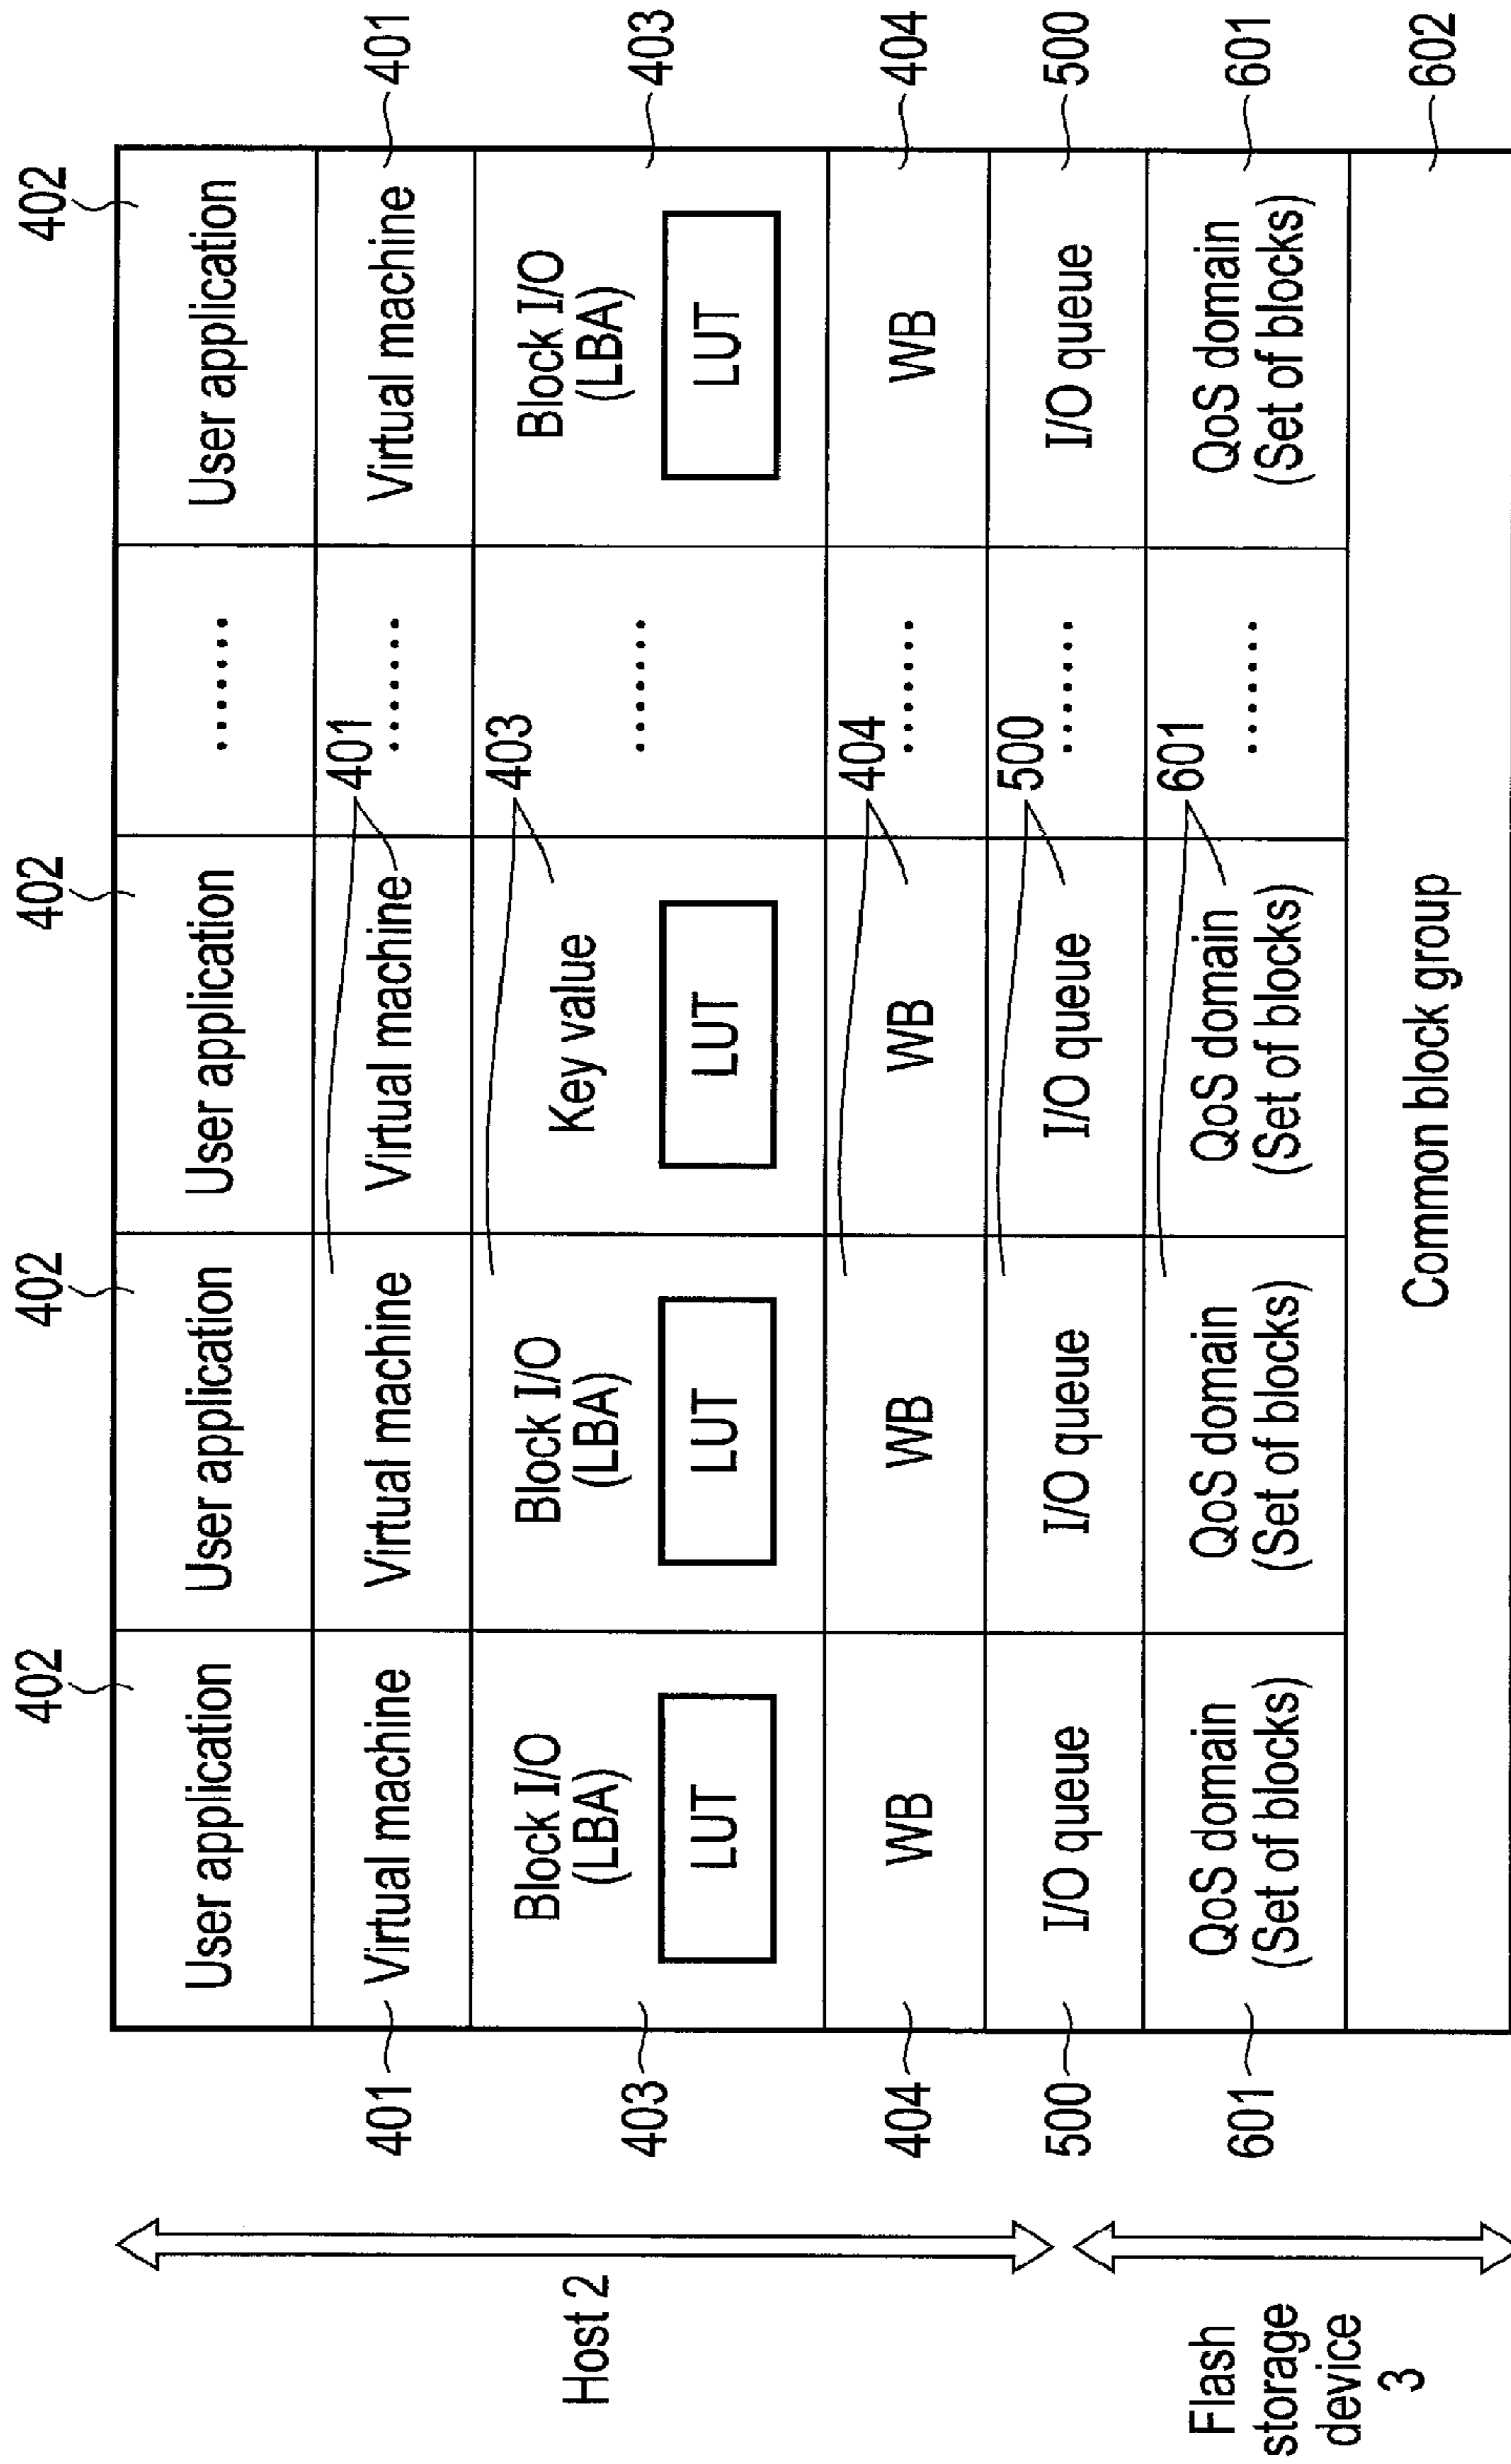 402
402
402
402
User application
User application
User application
.......
User application
401
Virtual machine
Virtual machine
Virtual machine
401
.......
Virtual machine
401
Host 2
403
Block I/O
(LBA)
LUT
Block I/O
(LBA)
LUT
Key value
LUT
403
.......
Block I/O
(LBA)
LUT
403
404
WB
WB
WB
404
.......
WB
404
500
I/O queue
I/O queue
I/O queue
500
.......
I/O queue
500
Flash
storage
device
3
601
QoS domain
(Set of blocks)
QoS domain
(Set of blocks)
QoS domain
(Set of blocks)
601
.......
QoS domain
(Set of blocks)
601
Common block group
602